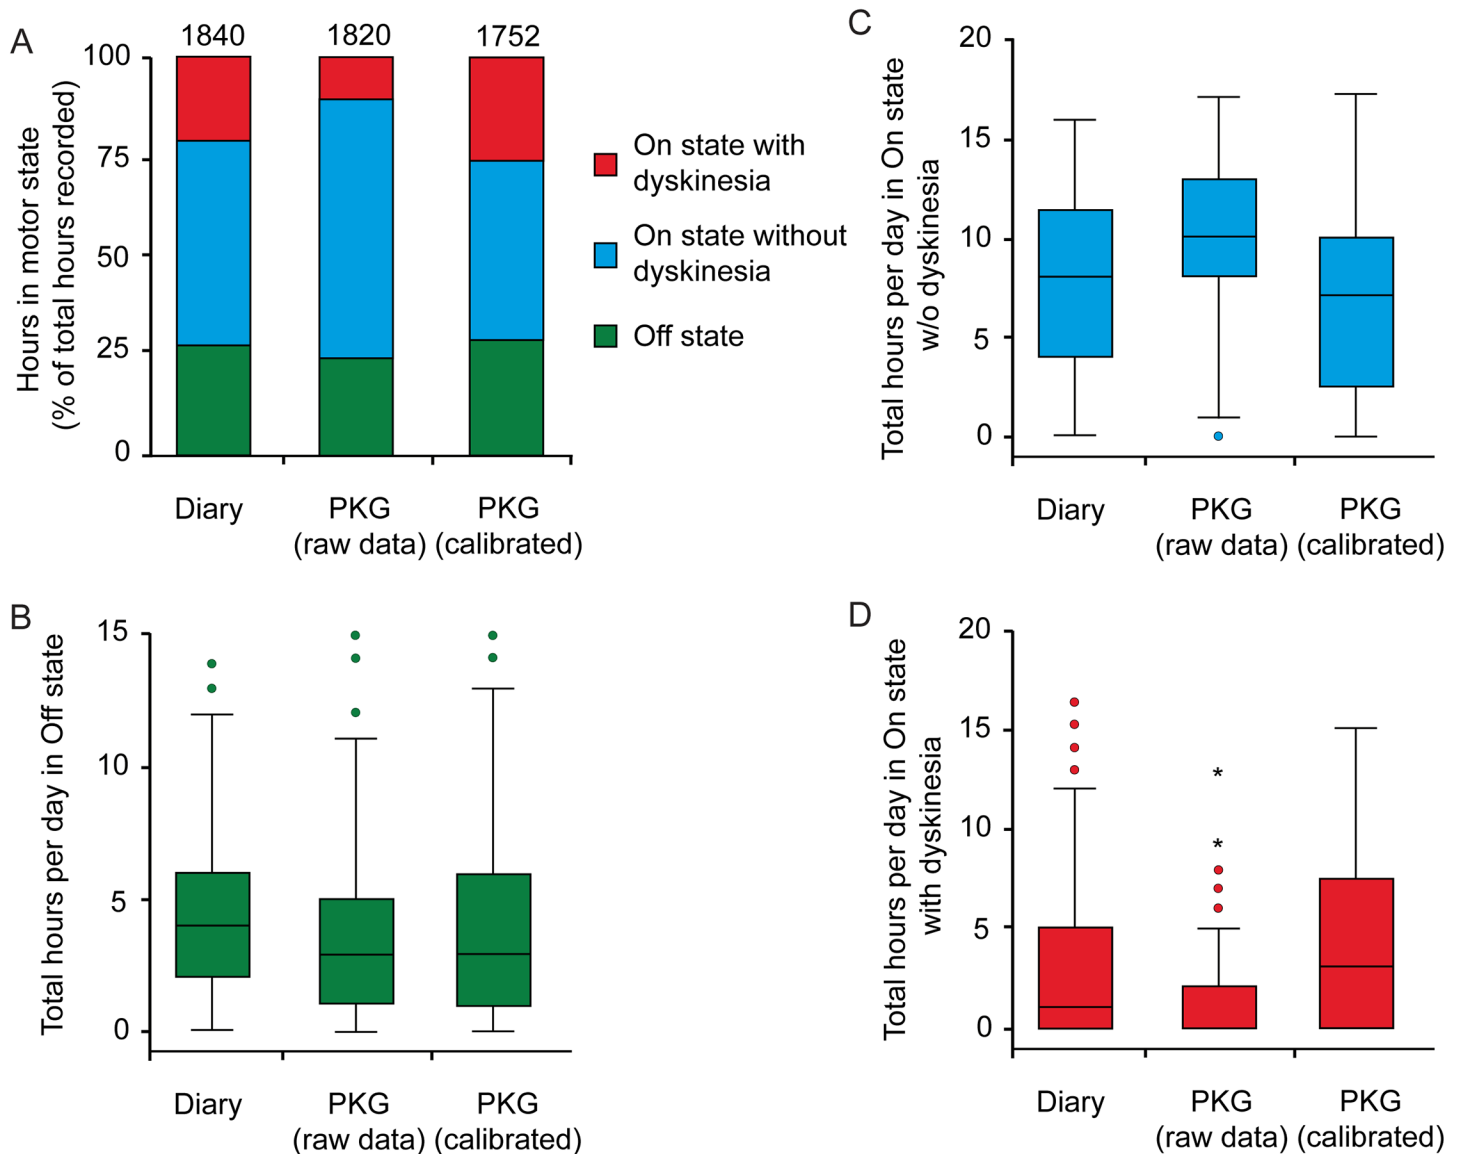 A
1840 1820 1752
100
75
50
25
0
Hours in motor state
(% of total hours recorded)
Diary
PKG
(raw data)
PKG
(calibrated)
On state with
dyskinesia
On state without
dyskinesia
Off state
C
20
15
10
5
0
Total hours per day in On state
w/o dyskinesia
Diary
PKG
(raw data)
PKG
(calibrated)
B
15
10
5
0
Total hours per day in Off state
Diary
PKG
(raw data)
PKG
(calibrated)
D
20
15
10
5
0
Total hours per day in On state
with dyskinesia
*
*
Diary
PKG
(raw data)
PKG
(calibrated)